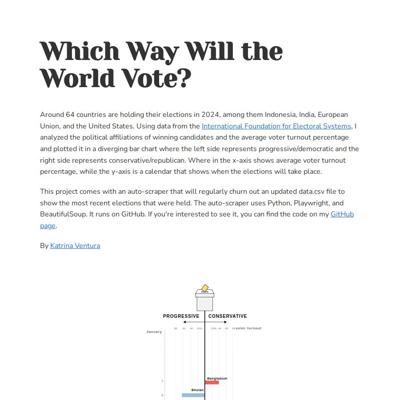 Which Way Will the
World Vote?
Around 64 countries are holding their elections in 2024, among them Indonesia, India, European
Union, and the United States. Using data from the International Foundation for Electoral Systems, I
analyzed the political affiliations of winning candidates and the average voter turnout percentage
and plotted it in a diverging bar chart where the left side represents progressive/democratic and the
right side represents conservative/republican. Where in the x-axis shows average voter turnout
percentage, while the y-axis is a calendar that shows when the elections will take place.
This project comes with an auto-scraper that will regularly churn out an updated data.csv file to
show the most recent elections that were held. The auto-scraper uses Python, Playwright, and
BeautifulSoup. It runs on GitHub. If you're interested to see it, you can find the code on my GitHub
page.
By Katrina Ventura
PROGRESSIVE CONSERVATIVE
January
voter turnout
Bangladesh
Bhutan